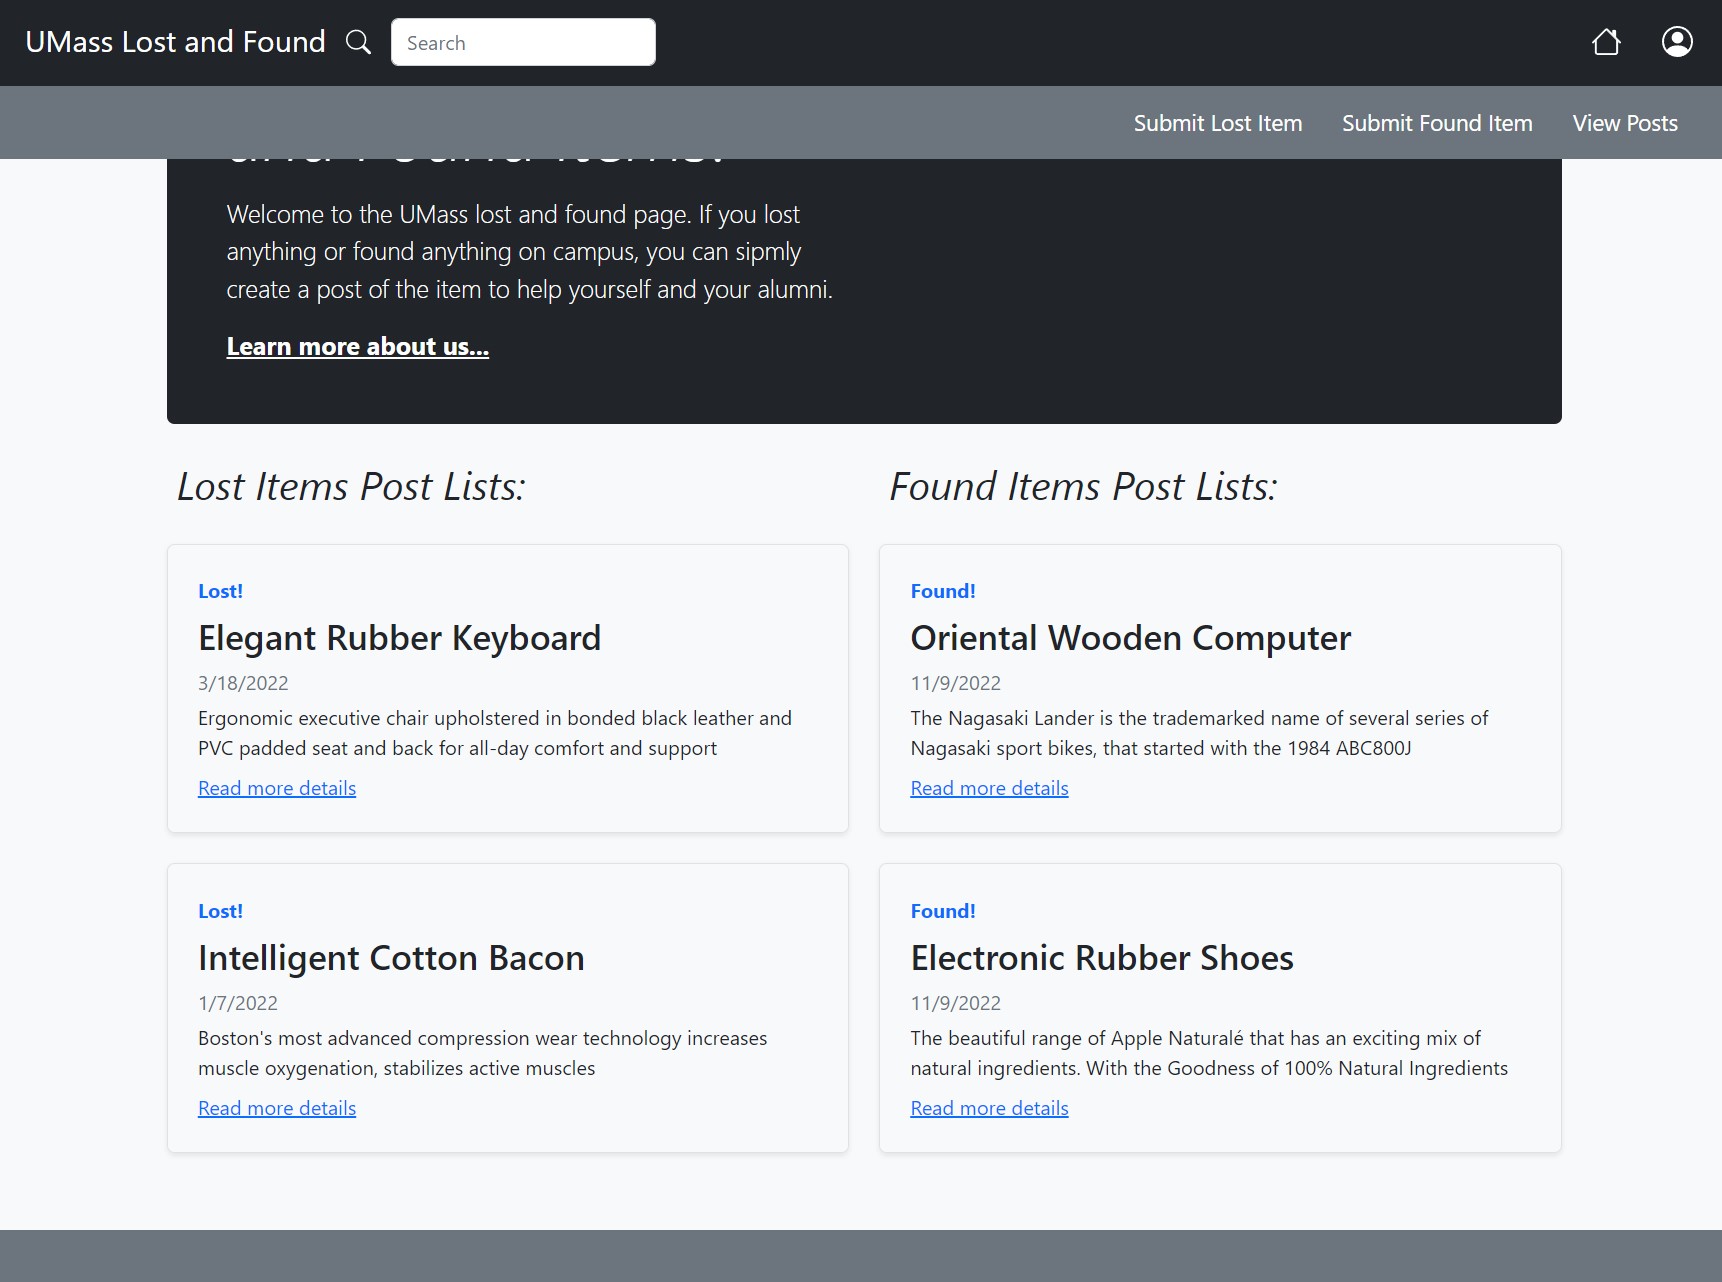 UMass Lost and Found
Search
Submit Lost Item
Submit Found Item
View Posts
Welcome to the UMass lost and found page. If you lost
anything or found anything on campus, you can sipmly
create a post of the item to help yourself and your alumni.
Learn more about us...
Lost Items Post Lists:
Lost!
Elegant Rubber Keyboard
3/18/2022
Ergonomic executive chair upholstered in bonded black leather and
PVC padded seat and back for all-day comfort and support
Read more details
Lost!
Intelligent Cotton Bacon
1/7/2022
Boston's most advanced compression wear technology increases
muscle oxygenation, stabilizes active muscles
Read more details
Found Items Post Lists:
Found!
Oriental Wooden Computer
11/9/2022
The Nagasaki Lander is the trademarked name of several series of
Nagasaki sport bikes, that started with the 1984 ABC800J
Read more details
Found!
Electronic Rubber Shoes
11/9/2022
The beautiful range of Apple Naturalé that has an exciting mix of
natural ingredients. With the Goodness of 100% Natural Ingredients
Read more details